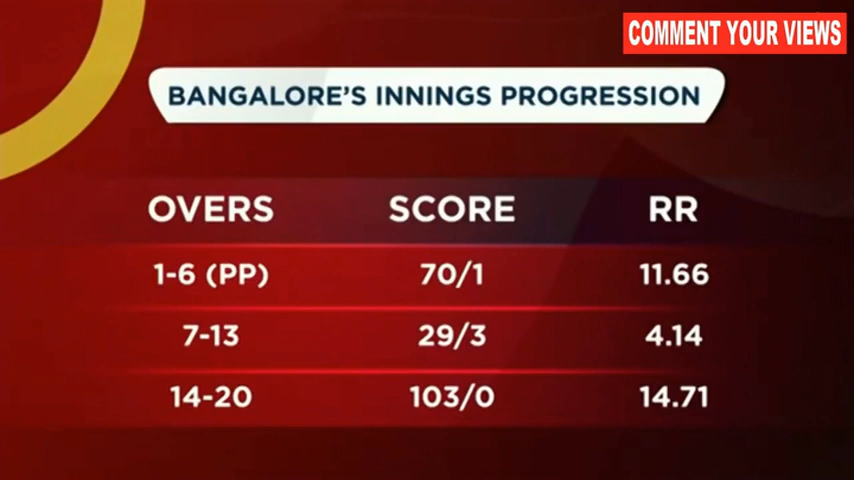 COMMENT YOUR VIEWS
BANGALORE'S INNINGS PROGRESSION
OVERS SCORE RR
1-6 (PP) 70/1 11.66
7-13 29/3 4.14
14-20 103/0 14.71